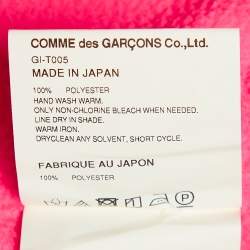 COMME des GARÇONS Co.,Ltd.
GI-T005
MADE IN JAPAN
100% POLYESTER
HAND WASH WARM.
ONLY NON-CHLORINE BLEACH WHEN NEEDED.
LINE DRY IN SHADE.
WARM IRON.
DRYCLEAN ANY SOLVENT, SHORT CYCLE.
FABRIQUE AU JAPON
100% POLYESTER